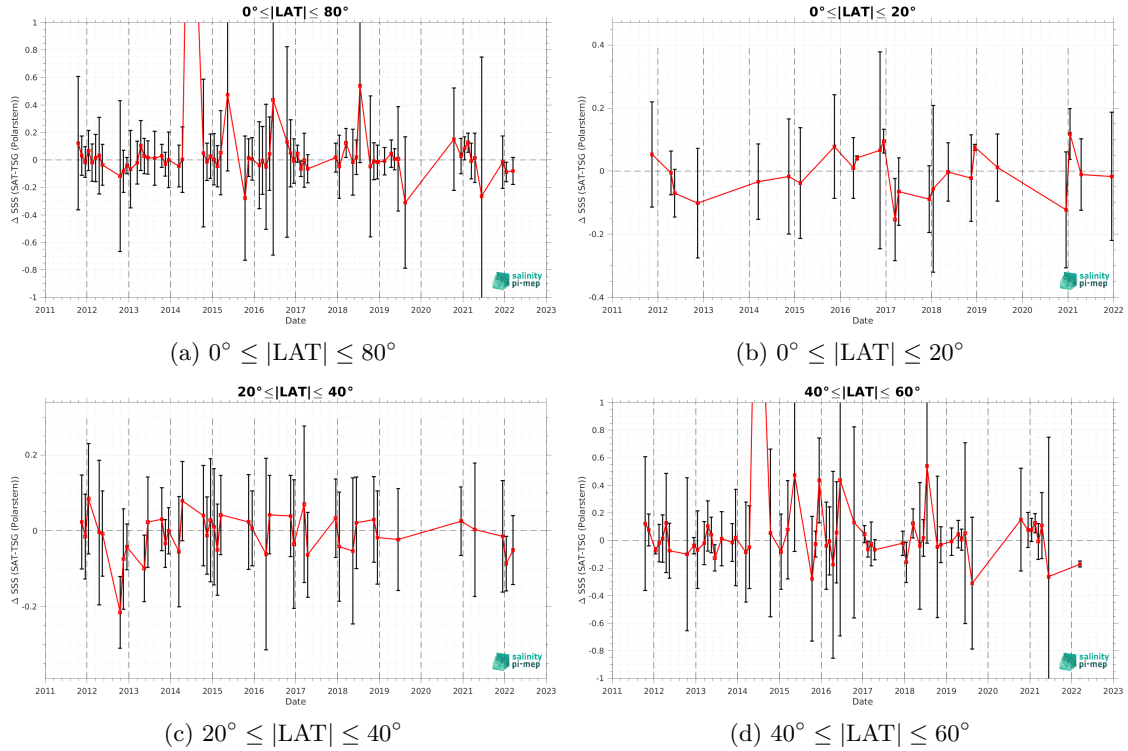 0°≤|LAT|≤ 80°
Δ SSS (SAT-TSG (Polarstern))
1
0.8
0.6
0.4
0.2
0
-0.2
-0.4
-0.6
-0.8
-1
2011 2012 2013 2014 2015 2016 2017 2018 2019 2020 2021 2022 2023
Date
salinity
pi-mep
(a) 0° ≤ |LAT| ≤ 80°
0°≤|LAT|≤ 20°
Δ SSS (SAT-TSG (Polarstern))
0.4
0.2
0
-0.2
-0.4
2011 2012 2013 2014 2015 2016 2017 2018 2019 2020 2021 2022
Date
salinity
pi-mep
(b) 0° ≤ |LAT| ≤ 20°
20°≤|LAT|≤ 40°
Δ SSS (SAT-TSG (Polarstern))
0.2
0
-0.2
2011 2012 2013 2014 2015 2016 2017 2018 2019 2020 2021 2022 2023
Date
salinity
pi-mep
(c) 20° ≤ |LAT| ≤ 40°
40°≤|LAT|≤ 60°
Δ SSS (SAT-TSG (Polarstern))
1
0.8
0.6
0.4
0.2
0
-0.2
-0.4
-0.6
-0.8
-1
2011 2012 2013 2014 2015 2016 2017 2018 2019 2020 2021 2022 2023
Date
salinity
pi-mep
(d) 40° ≤ |LAT| ≤ 60°